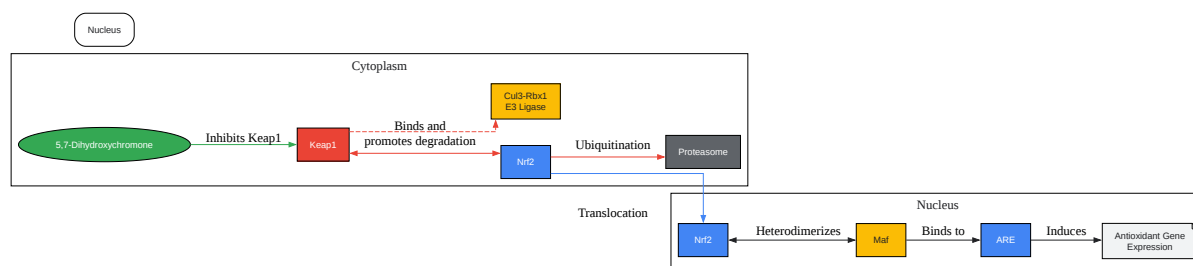 Nucleus
Cytoplasm
Cul3-Rbx1
E3 Ligase
5,7-Dihydroxychromone
Inhibits Keap1
Keap1
Binds and
promotes degradation
Nrf2
Ubiquitination
Proteasome
Translocation
Nucleus
Nrf2
Heterodimerizes
Maf
Binds to
ARE
Induces
Antioxidant Gene
Expression